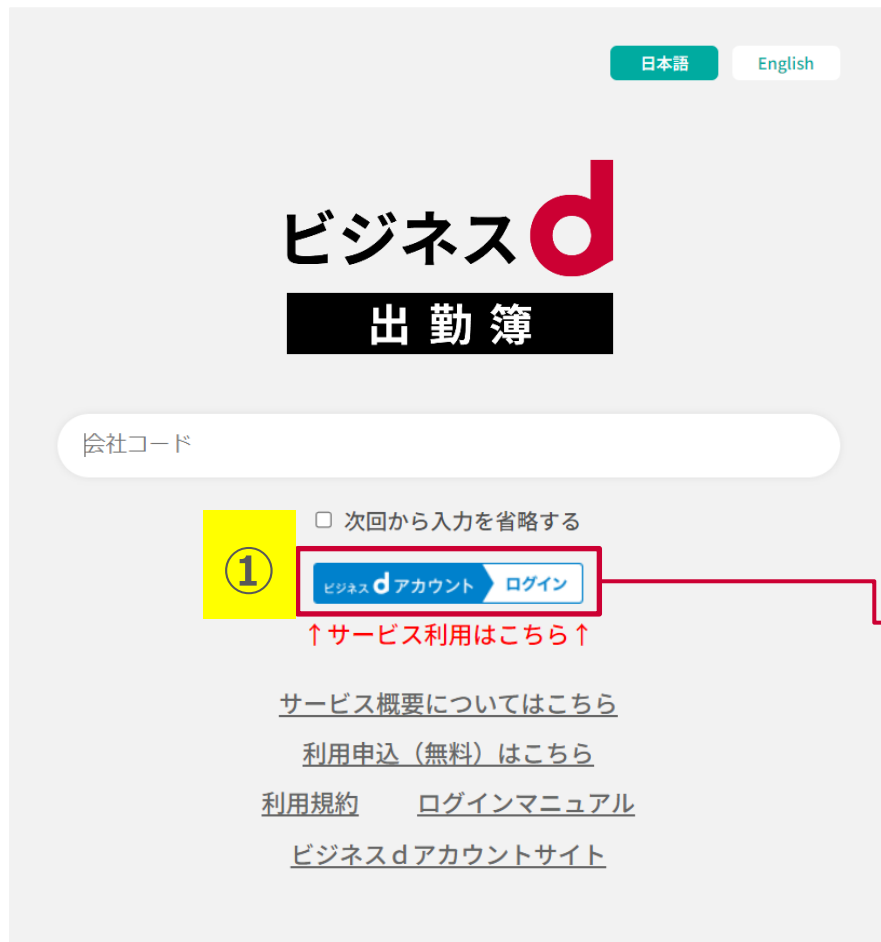 日本語 English
ビジネスd
出勤簿
会社コード
次回から入力を省略する
①
ビジネス dアカウント ログイン
↑サービス利用はこちら↑
サービス概要についてはこちら
利用申込（無料）はこちら
利用規約 ログインマニュアル
ビジネスｄアカウントサイト